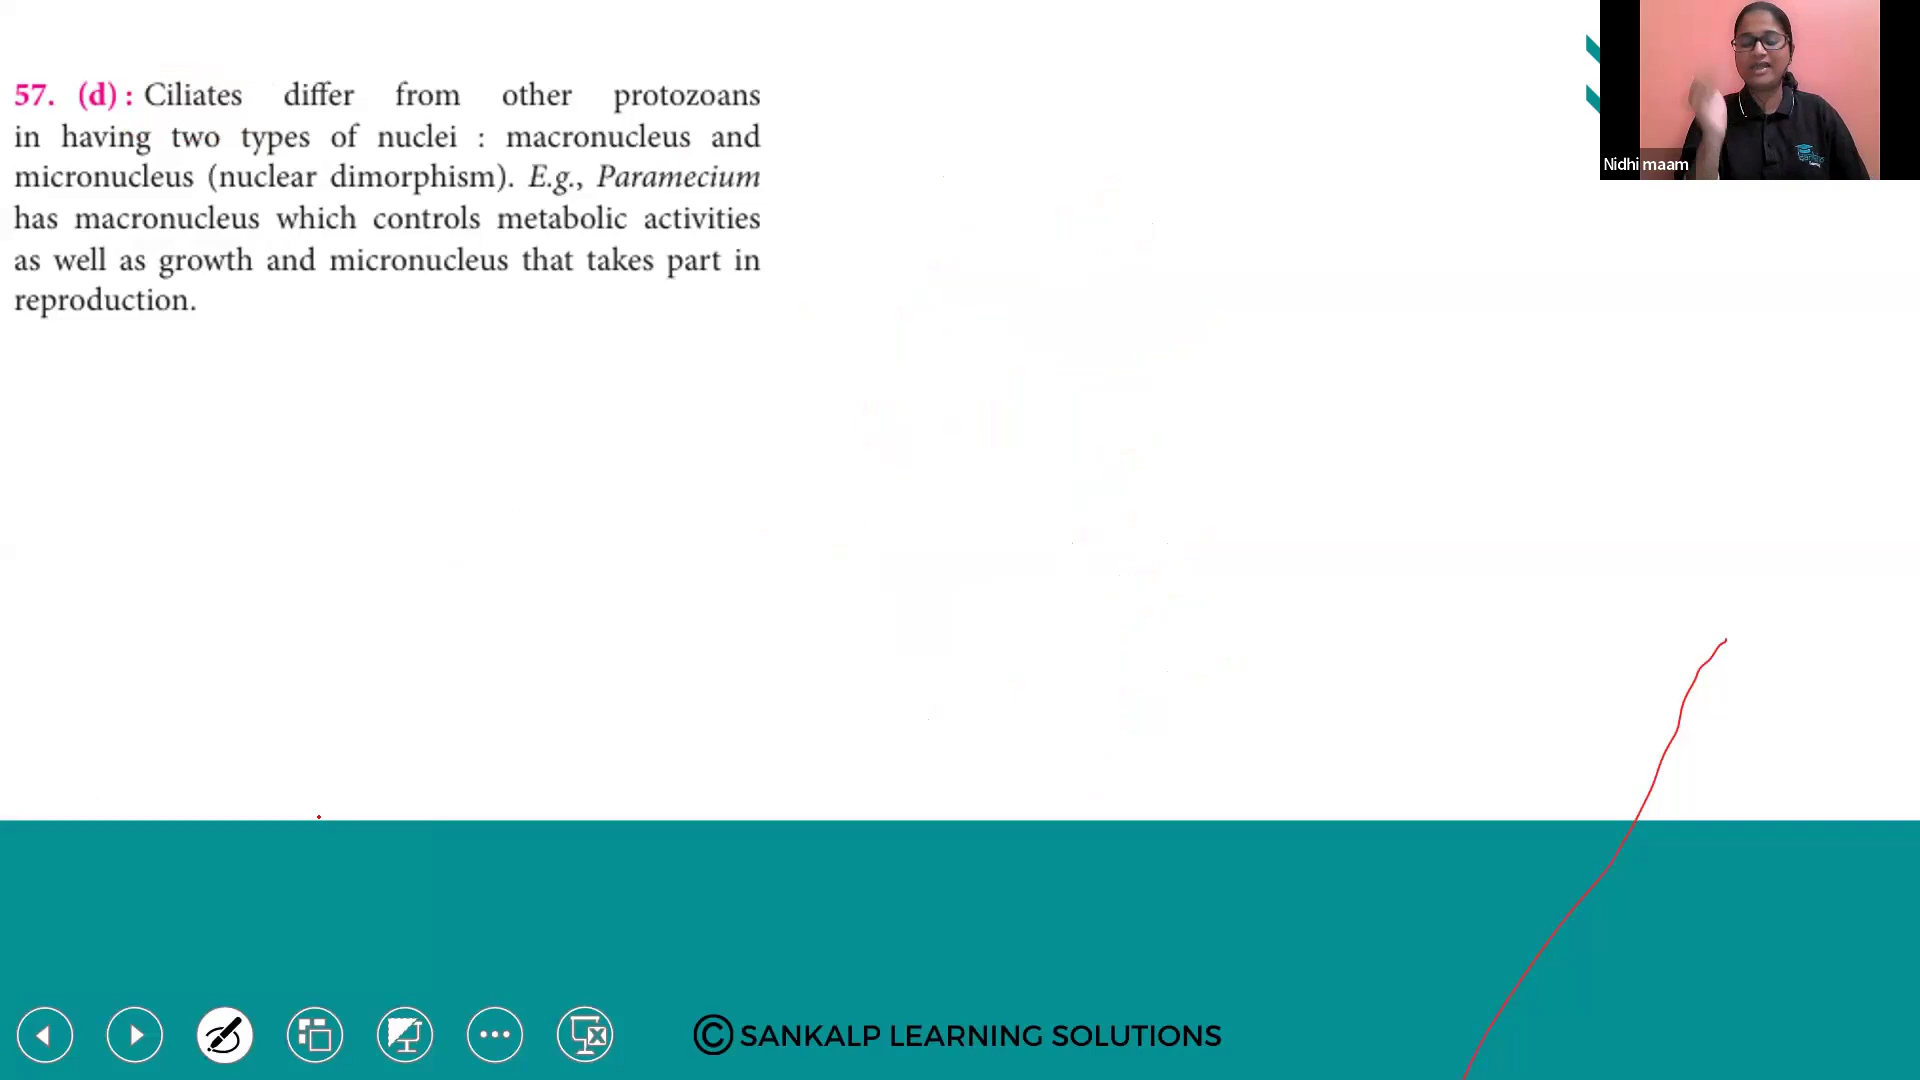 57. (d) : Ciliates differ from other protozoans
in having two types of nuclei : macronucleus and
micronucleus (nuclear dimorphism). E.g., Paramecium
has macronucleus which controls metabolic activities
as well as growth and micronucleus that takes part in
reproduction.
Nidhi maam
© SANKALP LEARNING SOLUTIONS